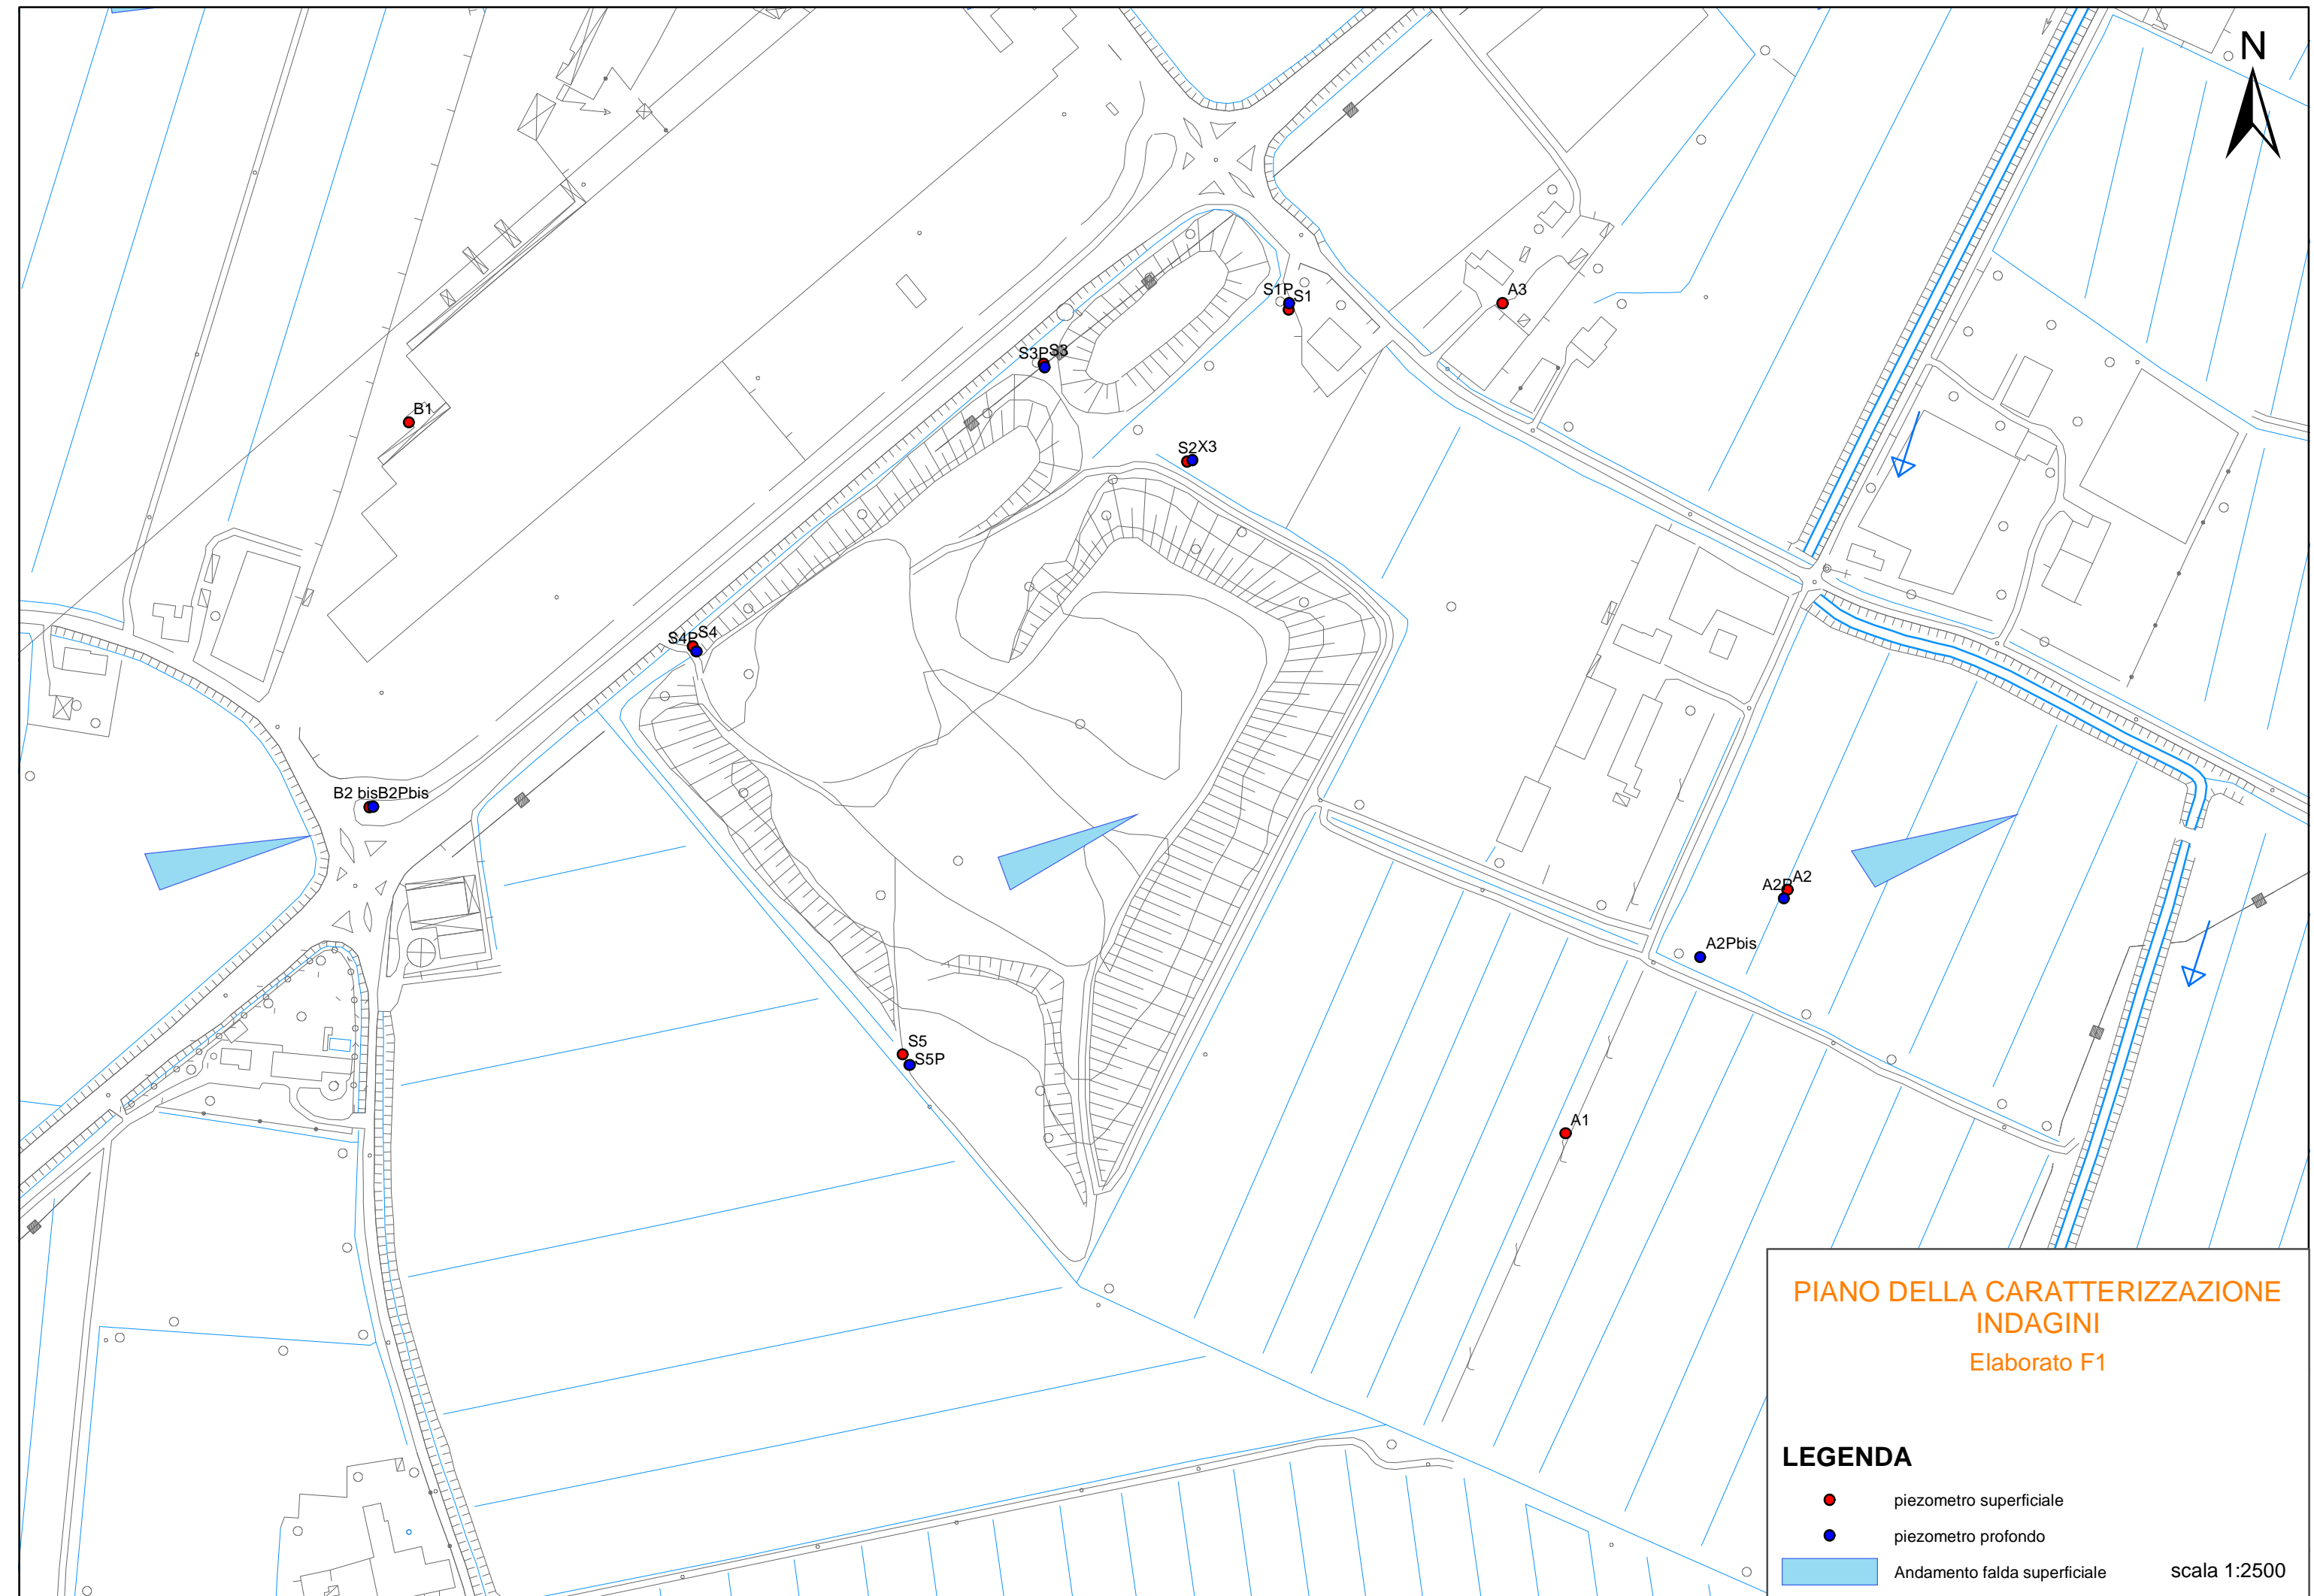 N
S1P
S1
A3
S3P
S3
B1
S2
X3
S4P
S4
B2 bis
B2Pbis
A2P
A2
A2Pbis
S5
S5P
A1
PIANO DELLA CARATTERIZZAZIONE
INDAGINI
Elaborato F1
LEGENDA
piezometro superficiale
piezometro profondo
Andamento falda superficiale
scala 1:2500